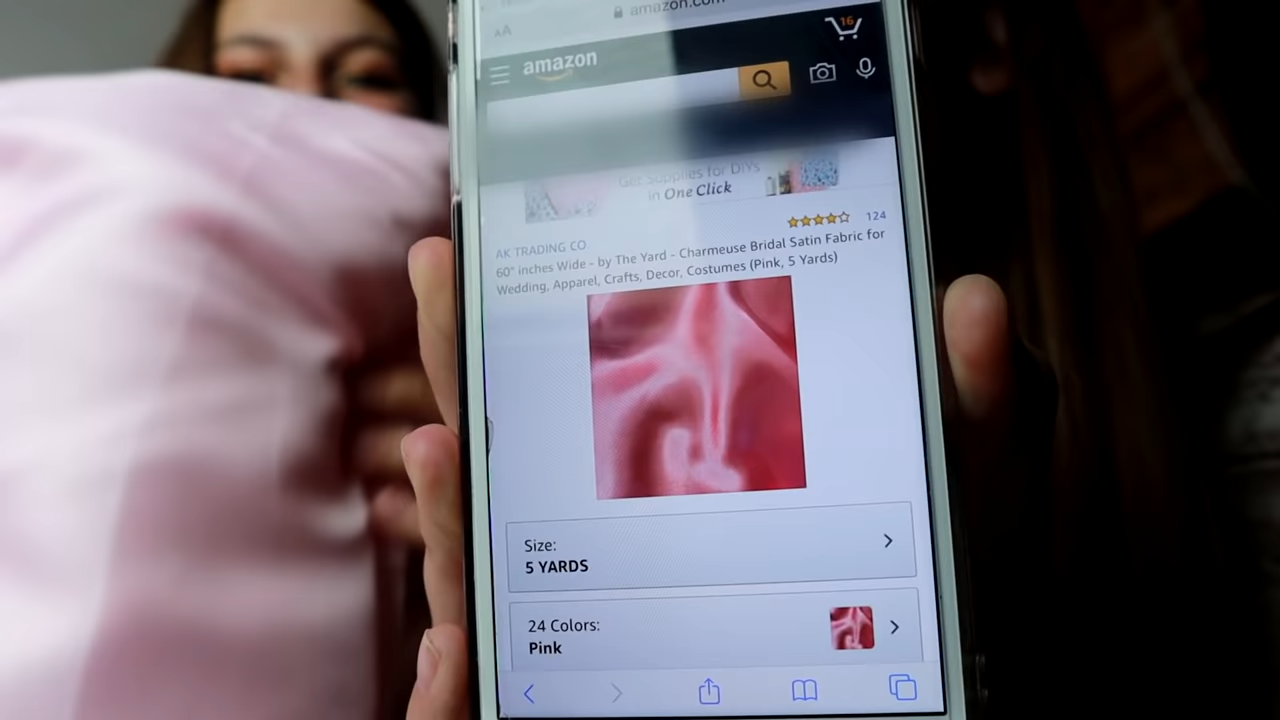 AA
amazon.com
16
amazon
Get Supplies for DIYs
in One Click
124
AK TRADING CO.
60" inches Wide - by The Yard - Charmeuse Bridal Satin Fabric for
Wedding, Apparel, Crafts, Decor, Costumes (Pink, 5 Yards)
Size:
5 YARDS
24 Colors:
Pink